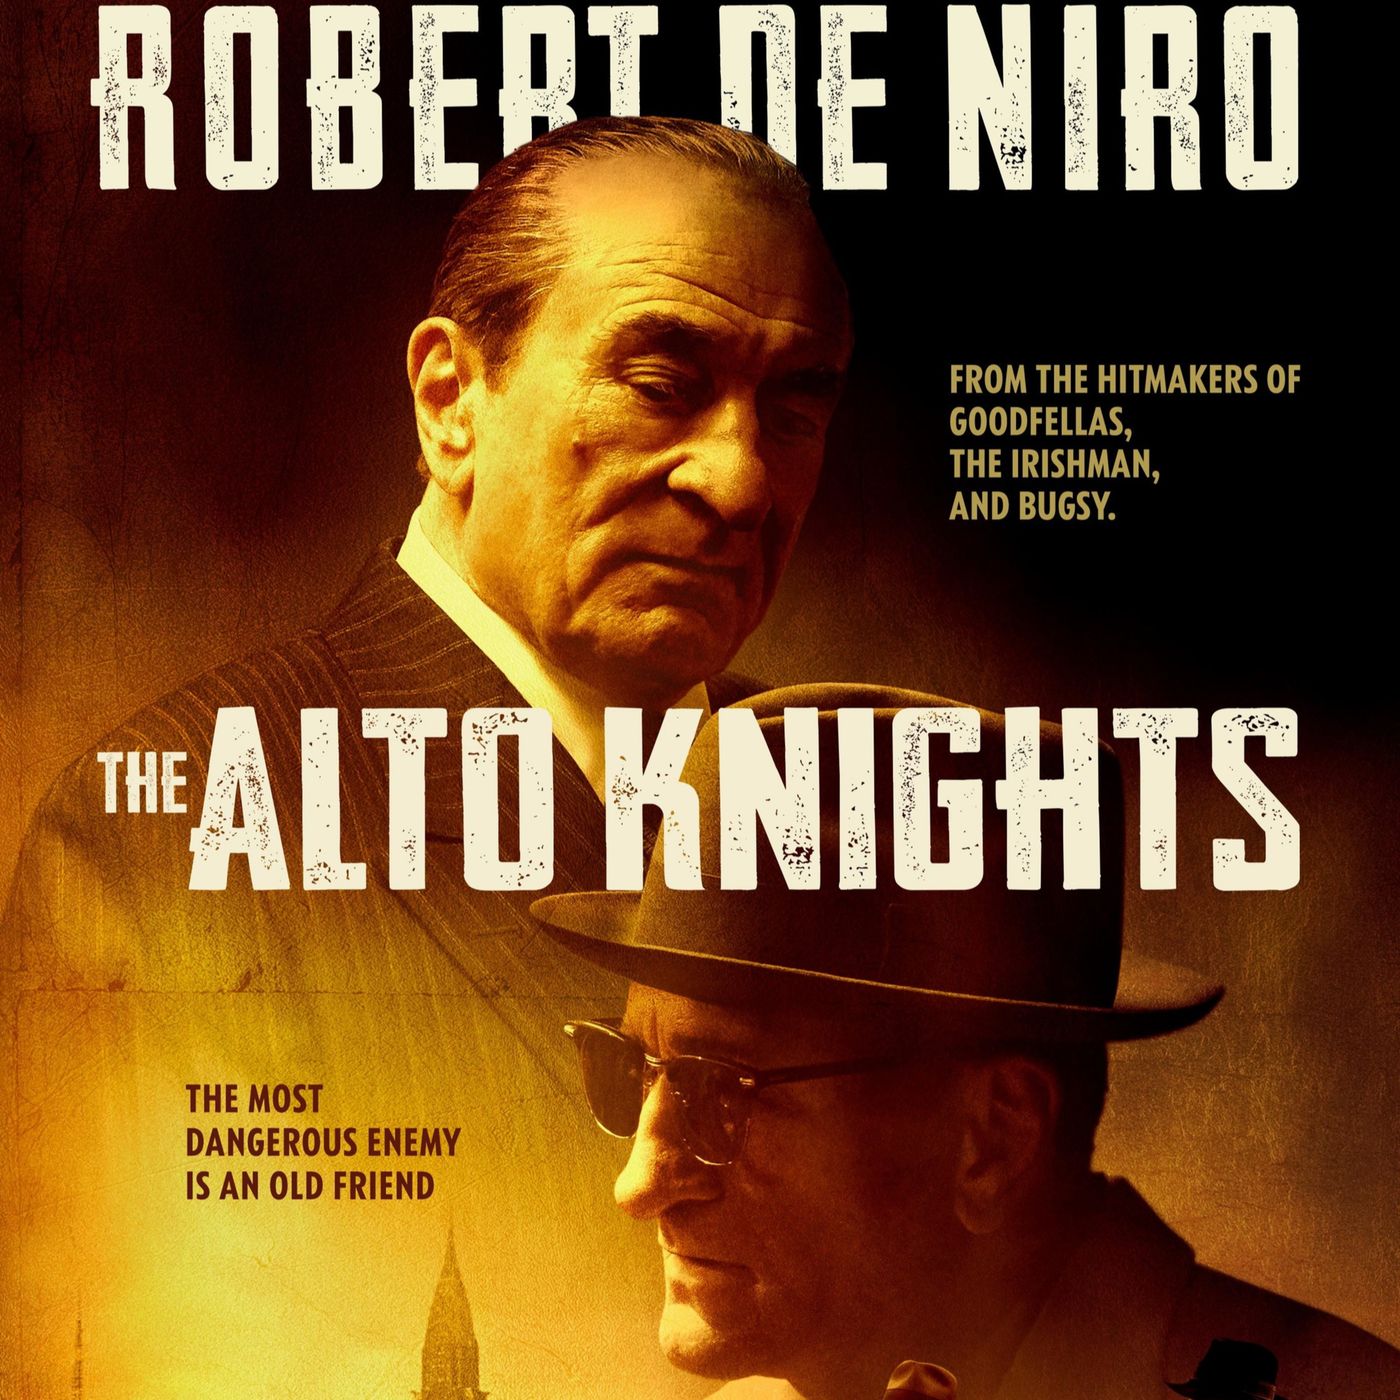 ROBERT DE NIRO
FROM THE HITMAKERS OF
GOODFELLAS,
THE IRISHMAN,
AND BUGSY.
THE ALTO KNIGHTS
THE MOST
DANGEROUS ENEMY
IS AN OLD FRIEND